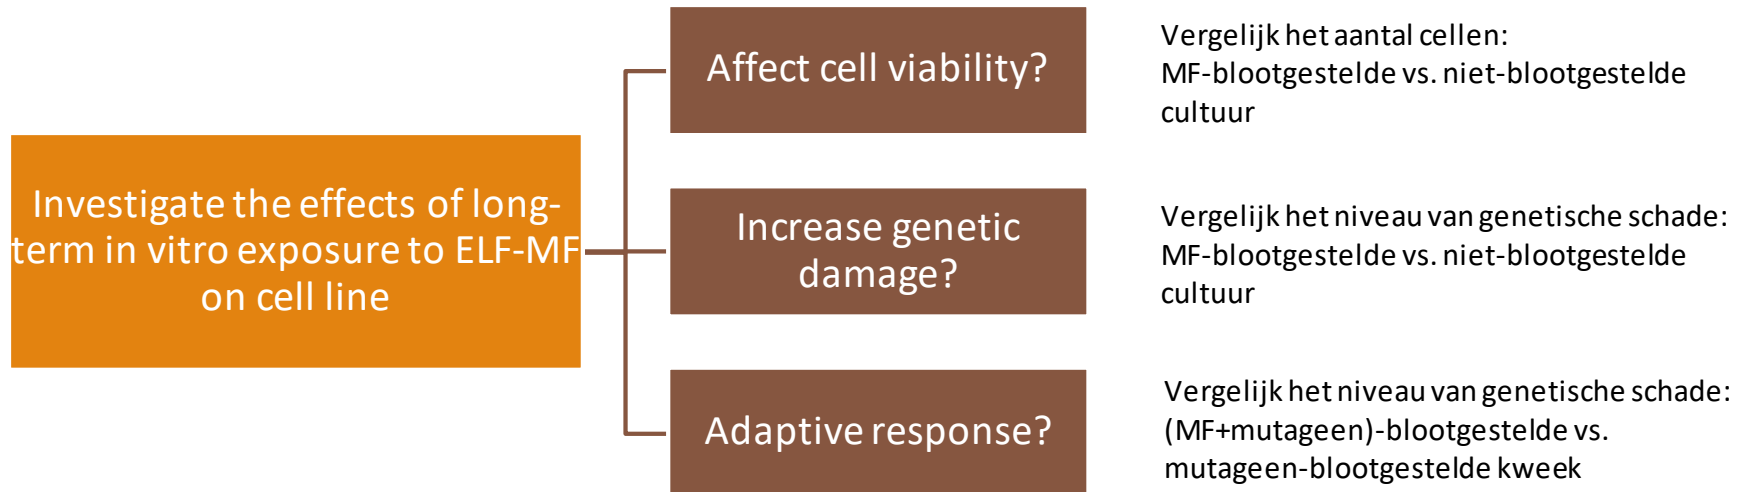 Investigate the effects of long-
term in vitro exposure to ELF-MF
on cell line
Affect cell viability?
Vergelijk het aantal cellen:
MF-blootgestelde vs. niet-blootgestelde
cultuur
Increase genetic
damage?
Vergelijk het niveau van genetische schade:
MF-blootgestelde vs. niet-blootgestelde
cultuur
Adaptive response?
Vergelijk het niveau van genetische schade:
(MF+mutageen)-blootgestelde vs.
mutageen-blootgestelde kweek